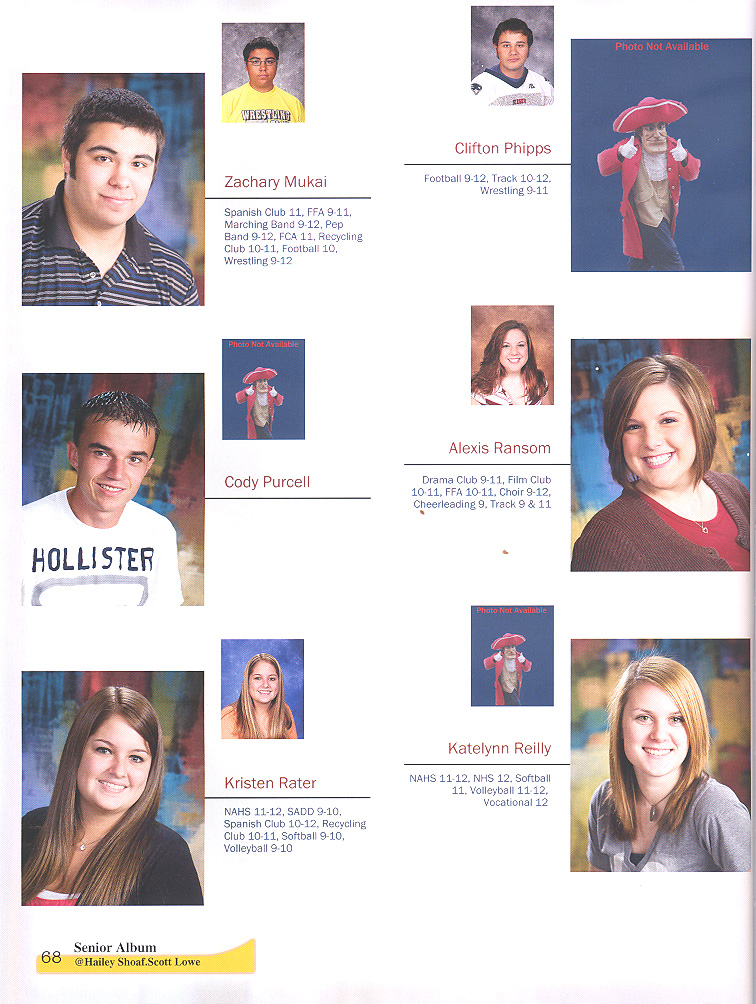 WRESTLING
Zachary Mukai
Spanish Club 11, FFA 9-11,
Marching Band 9-12, Pep
Band 9-12, FCA 11, Recycling
Club 10-11, Football 10,
Wrestling 9-12
Photo Not Available
Clifton Phipps
Football 9-12, Track 10-12,
Wrestling 9-11
Photo Not Available
Cody Purcell
HOLLISTER
Alexis Ransom
Drama Club 9-11, Film Club
10-11, FFA 10-11, Choir 9-12,
Cheerleading 9, Track 9 & 11
Kristen Rater
NAHS 11-12, SADD 9-10,
Spanish Club 10-12, Recycling
Club 10-11, Softball 9-10,
Volleyball 9-10
Photo Not Available
Katelynn Reilly
NAHS 11-12, NHS 12, Softball
11, Volleyball 11-12,
Vocational 12
68
Senior Album
@Hailey Shoaf.Scott Lowe